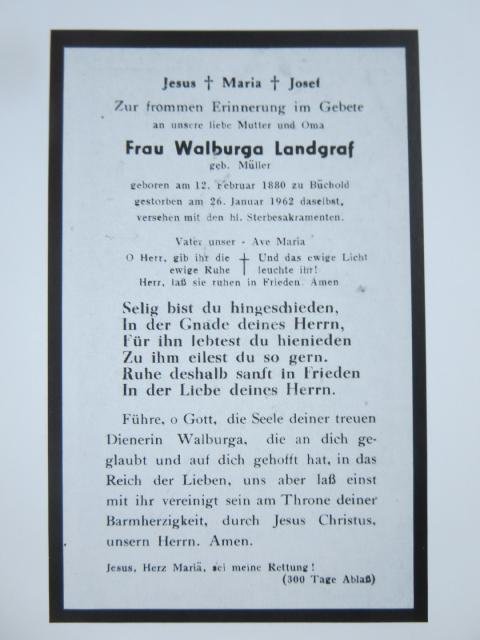 Jesus † Maria † Josef
Zur frommen Erinnerung im Gebete
an unsere liebe Mutter und Oma
Frau Walburga Landgraf
geb. Müller
geboren am 12. Februar 1880 zu Büchold
gestorben am 26. Januar 1962 daselbst,
versehen mit den hl. Sterbesakramenten.
Vater unser - Ave Maria
O Herr, gib ihr die † Und das ewige Licht
ewige Ruhe leuchte ihr!
Herr, laß sie ruhen in Frieden. Amen
Selig bist du hingeschieden,
In der Gnade deines Herrn,
Für ihn lebtest du hienieden
Zu ihm eilest du so gern.
Ruhe deshalb sanft in Frieden
In der Liebe deines Herrn.
Führe, o Gott, die Seele deiner treuen
Dienerin Walburga, die an dich ge-
glaubt und auf dich gehofft hat, in das
Reich der Lieben, uns aber laß einst
mit ihr vereinigt sein am Throne deiner
Barmherzigkeit, durch Jesus Christus,
unsern Herrn. Amen.
Jesus, Herz Mariä, sei meine Rettung!
(300 Tage Ablaß)